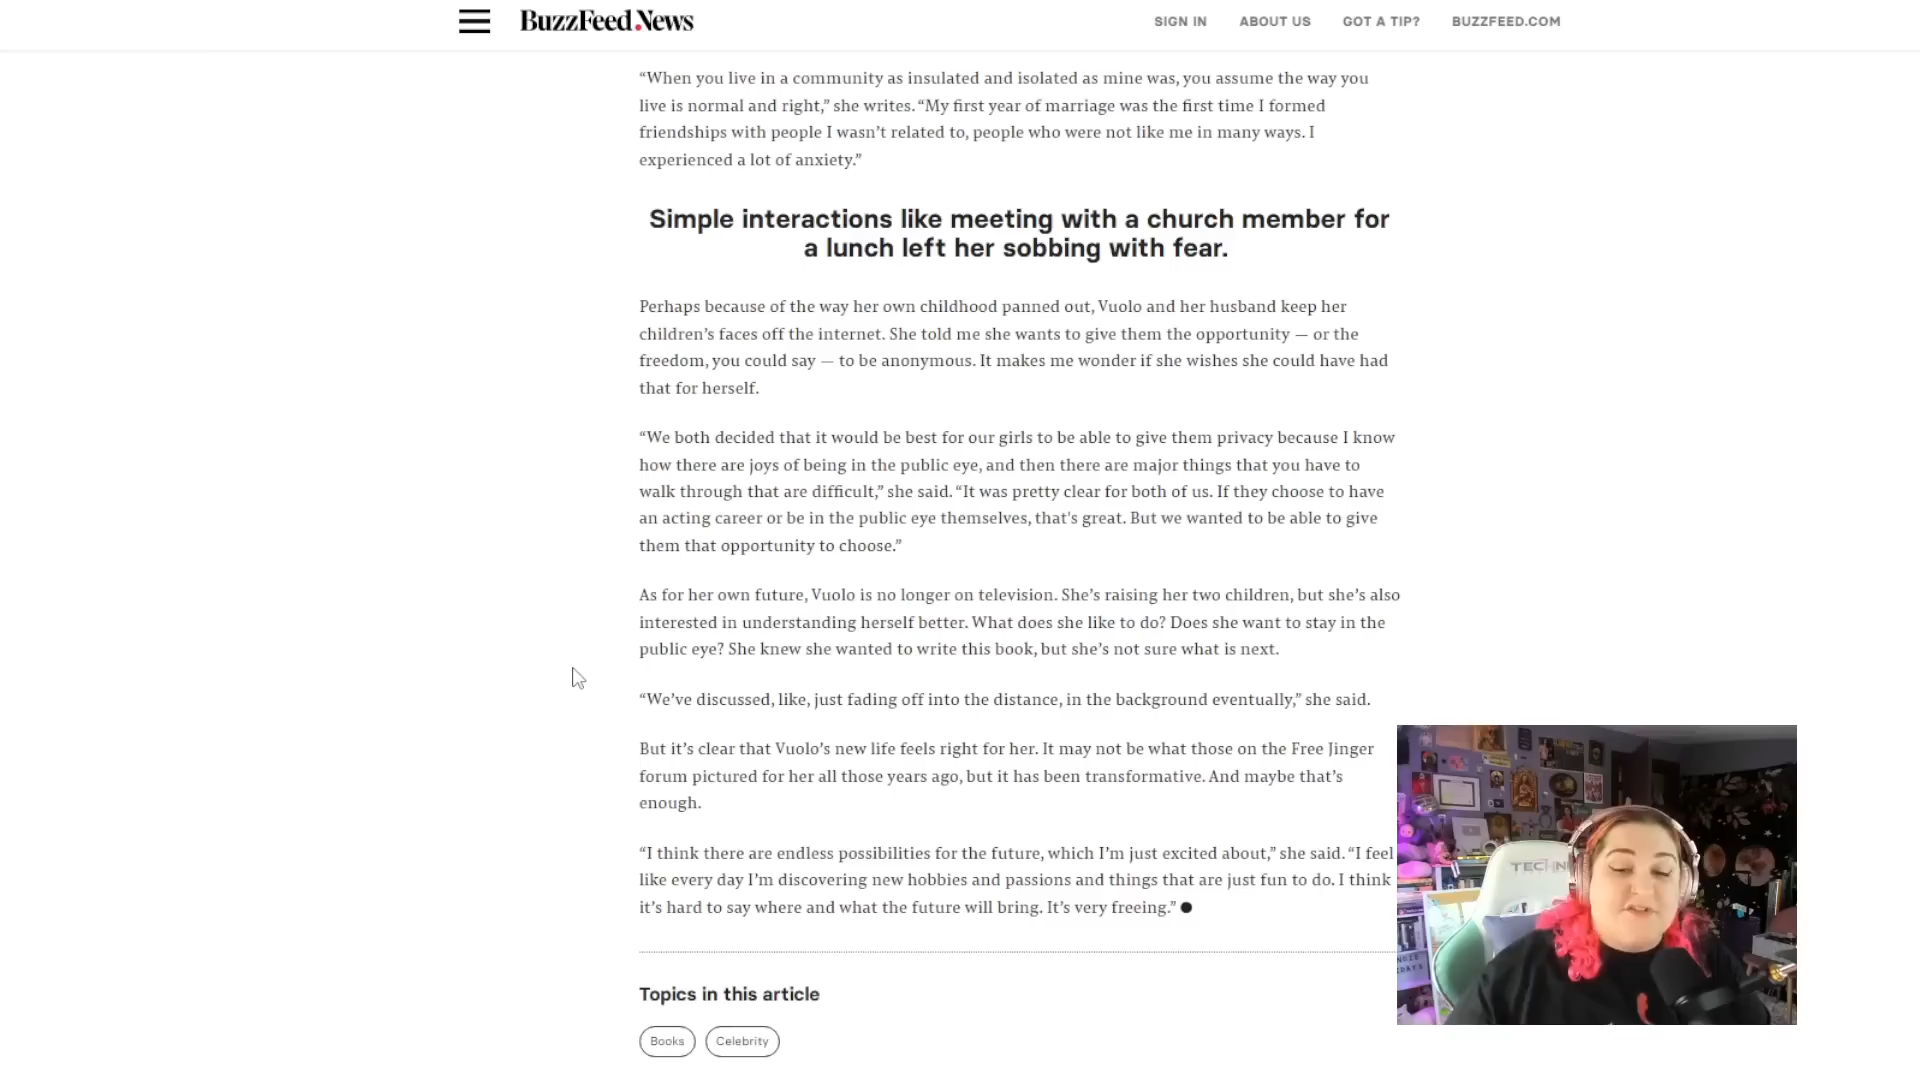 BuzzFeed News
SIGN IN
ABOUT US
GOT A TIP?
BUZZFEED.COM
“When you live in a community as insulated and isolated as mine was, you assume the way you
live is normal and right,” she writes. “My first year of marriage was the first time I formed
friendships with people I wasn’t related to, people who were not like me in many ways. I
experienced a lot of anxiety.”
Simple interactions like meeting with a church member for
a lunch left her sobbing with fear.
Perhaps because of the way her own childhood panned out, Vuolo and her husband keep her
children’s faces off the internet. She told me she wants to give them the opportunity — or the
freedom, you could say — to be anonymous. It makes me wonder if she wishes she could have had
that for herself.
“We both decided that it would be best for our girls to be able to give them privacy because I know
how there are joys of being in the public eye, and then there are major things that you have to
walk through that are difficult,” she said. “It was pretty clear for both of us. If they choose to have
an acting career or be in the public eye themselves, that's great. But we wanted to be able to give
them that opportunity to choose.”
As for her own future, Vuolo is no longer on television. She’s raising her two children, but she’s also
interested in understanding herself better. What does she like to do? Does she want to stay in the
public eye? She knew she wanted to write this book, but she’s not sure what is next.
“We’ve discussed, like, just fading off into the distance, in the background eventually,” she said.
But it’s clear that Vuolo’s new life feels right for her. It may not be what those on the Free Jinger
forum pictured for her all those years ago, but it has been transformative. And maybe that’s
enough.
“I think there are endless possibilities for the future, which I’m just excited about,” she said. “I feel
like every day I’m discovering new hobbies and passions and things that are just fun to do. I think
it’s hard to say where and what the future will bring. It’s very freeing.”
Topics in this article
Books
Celebrity